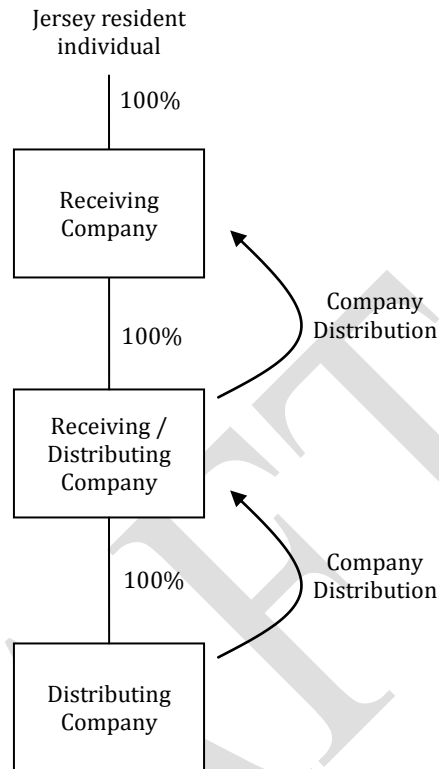 Jersey resident
individual
100%
Receiving
Company
Company
Distribution
100%
Receiving /
Distributing
Company
Company
Distribution
100%
Distributing
Company